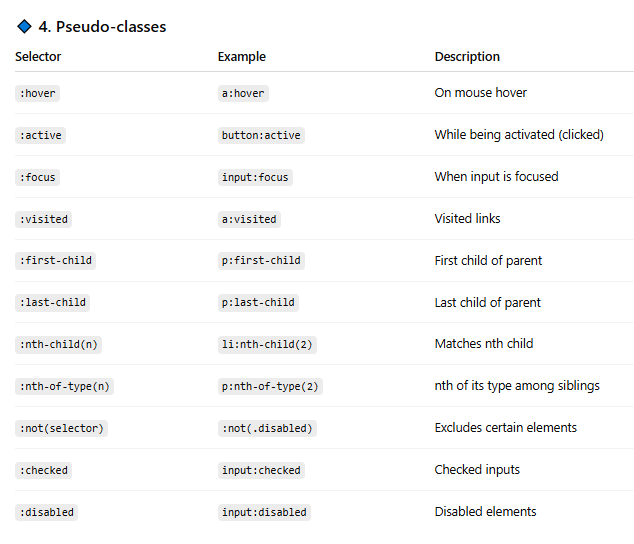 4. Pseudo-classes
Selector Example Description
:hover a:hover On mouse hover
:active button:active While being activated (clicked)
:focus input:focus When input is focused
:visited a:visited Visited links
:first-child p:first-child First child of parent
:last-child p:last-child Last child of parent
:nth-child(n) li:nth-child(2) Matches nth child
:nth-of-type(n) p:nth-of-type(2) nth of its type among siblings
:not(selector) :not(.disabled) Excludes certain elements
:checked input:checked Checked inputs
:disabled input:disabled Disabled elements